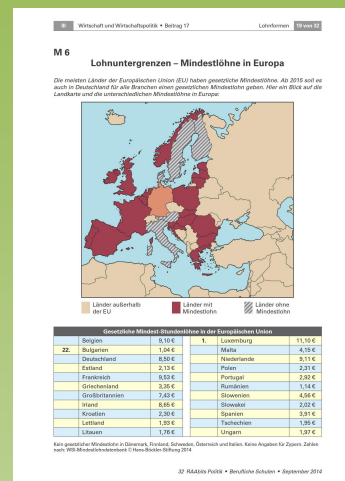 III Wirtschaft und Wirtschaftspolitik • Beitrag 17 Lohnformen 19 von 32
M 6
Lohnuntergrenzen – Mindestlöhne in Europa
Die meisten Länder der Europäischen Union (EU) haben gesetzliche Mindestlöhne. Ab 2015 soll es
auch in Deutschland für alle Branchen einen gesetzlichen Mindestlohn geben. Hier ein Blick auf die
Landkarte und die unterschiedlichen Mindestlöhne in Europa:
Länder außerhalb der EU
Länder mit Mindestlohn
Länder ohne Mindestlohn
Gesetzliche Mindest-Stundenlöhne in der Europäischen Union
Belgien 9,10 € 1. Luxemburg 11,10 €
22. Bulgarien 1,04 € Malta 4,15 €
Deutschland 8,50 € Niederlande 9,11 €
Estland 2,13 € Polen 2,31 €
Frankreich 9,53 € Portugal 2,92 €
Griechenland 3,35 € Rumänien 1,14 €
Großbritannien 7,43 € Slowenien 4,56 €
Irland 8,65 € Slowakei 2,02 €
Kroatien 2,30 € Spanien 3,91 €
Lettland 1,93 € Tschechien 1,95 €
Litauen 1,76 € Ungarn 1,97 €
Kein gesetzlicher Mindestlohn in Dänemark, Finnland, Schweden, Österreich und Italien. Keine Angaben für Zypern. Zahlen
nach: WSI-Mindestlohndatenbank © Hans-Böckler-Stiftung 2014
32 RAAbits Politik • Berufliche Schulen • September 2014